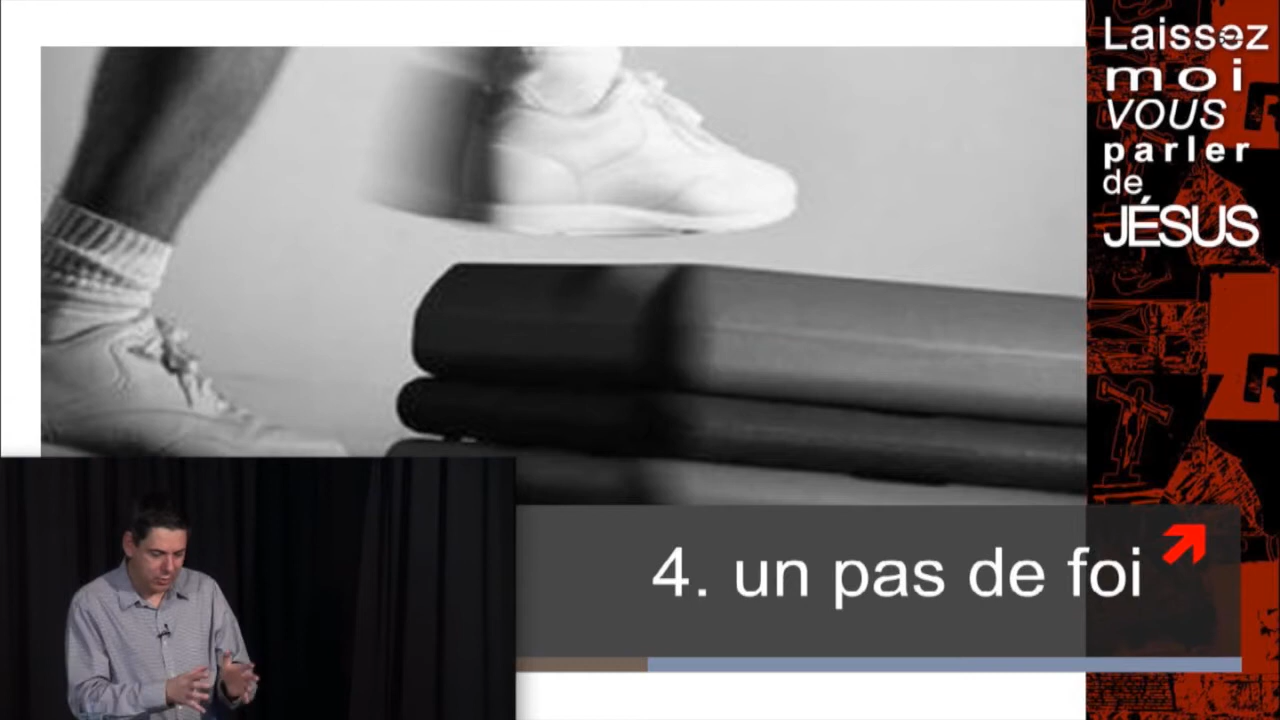 Laissez
moi
VOUS
parler
de
JÉSUS
4. un pas de foi